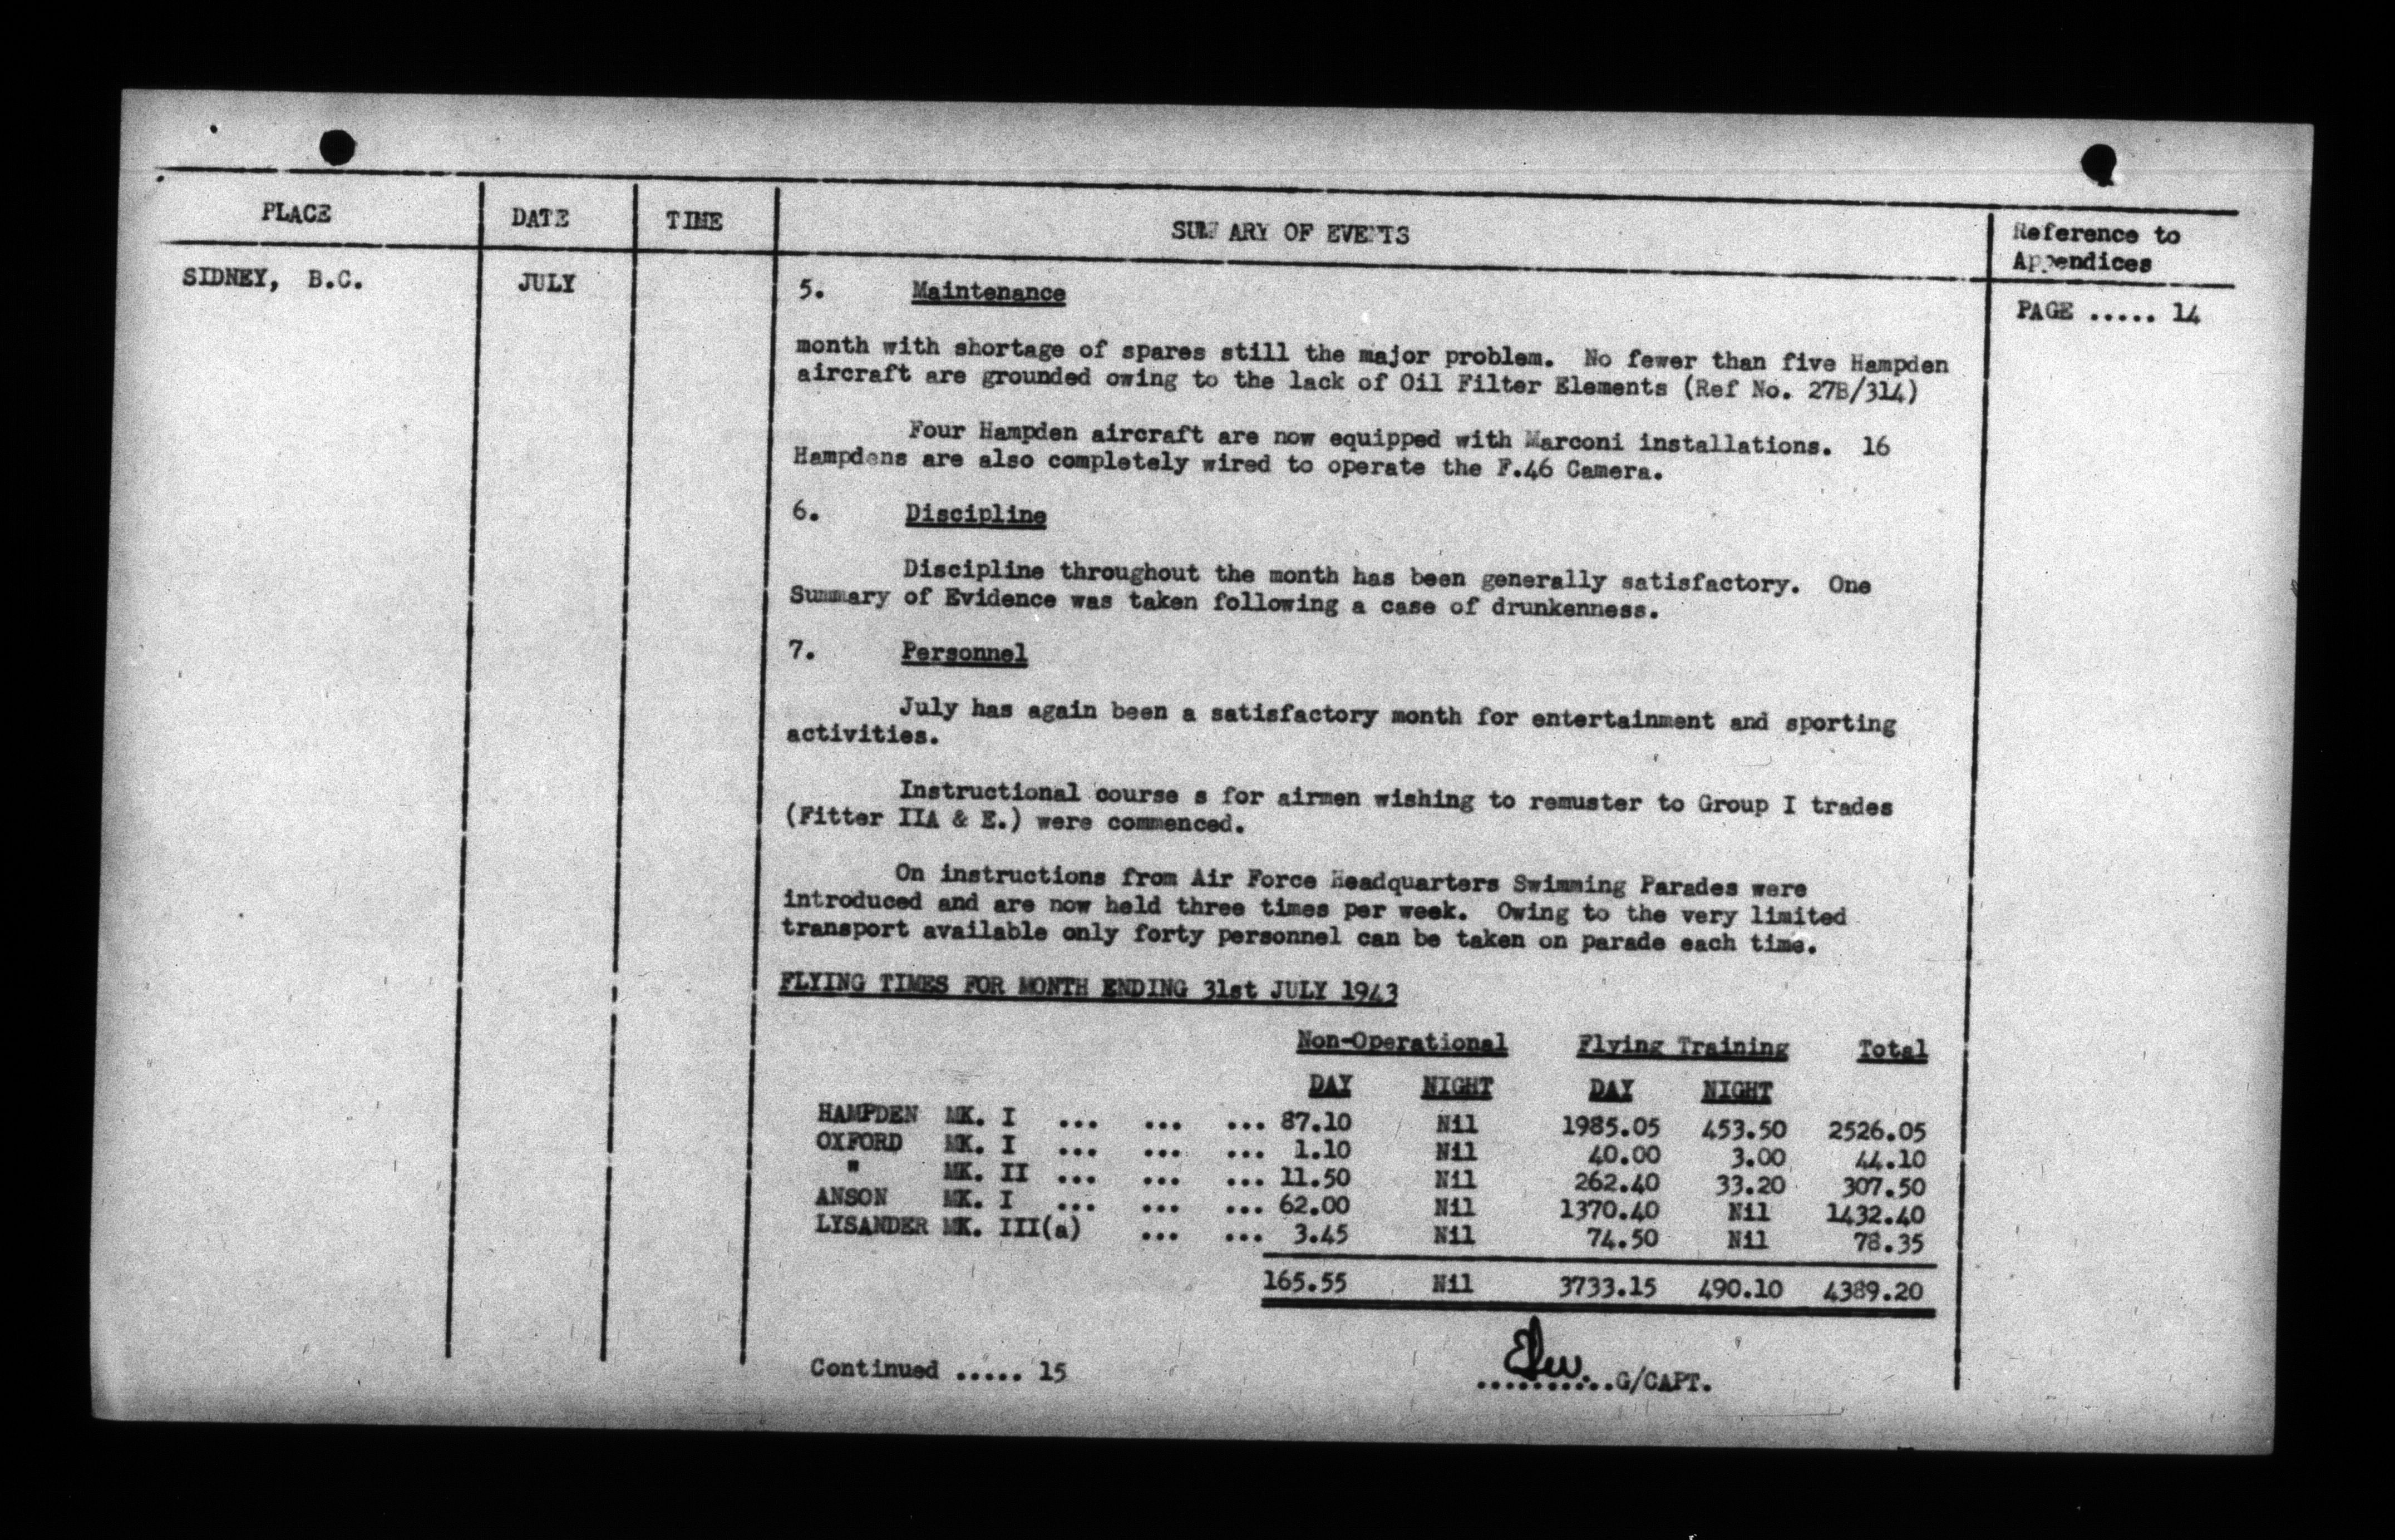 PLACE DATE TIME SUMMARY OF EVENTS Reference to
Appendices
SIDNEY, B.C. JULY PAGE ..... 14
5. Maintenance
month with shortage of spares still the major problem. No fewer than five Hampden
aircraft are grounded owing to the lack of Oil Filter Elements (Ref No. 27B/314)
Four Hampden aircraft are now equipped with Marconi installations. 16
Hampdens are also completely wired to operate the F.46 Camera.
6. Discipline
Discipline throughout the month has been generally satisfactory. One
Summary of Evidence was taken following a case of drunkenness.
7. Personnel
July has again been a satisfactory month for entertainment and sporting
activities.
Instructional course s for airmen wishing to remuster to Group I trades
(Fitter IIA & E.) were commenced.
On instructions from Air Force Headquarters Swimming Parades were
introduced and are now held three times per week. Owing to the very limited
transport available only forty personnel can be taken on parade each time.
FLYING TIMES FOR MONTH ENDING 31st JULY 1943
Non-Operational Flying Training Total
DAY NIGHT DAY NIGHT
HAMPDEN MK. I ... ... ... 87.10 Nil 1985.05 453.50 2526.05
OXFORD MK. I ... ... ... 1.10 Nil 40.00 3.00 44.10
" MK. II ... ... ... 11.50 Nil 262.40 33.20 307.50
ANSON MK. I ... ... ... 62.00 Nil 1370.40 Nil 1432.40
LYSANDER MK. III(a) ... ... 3.45 Nil 74.50 Nil 78.35
165.55 Nil 3733.15 490.10 4389.20
Continued ..... 15 ...........G/CAPT.